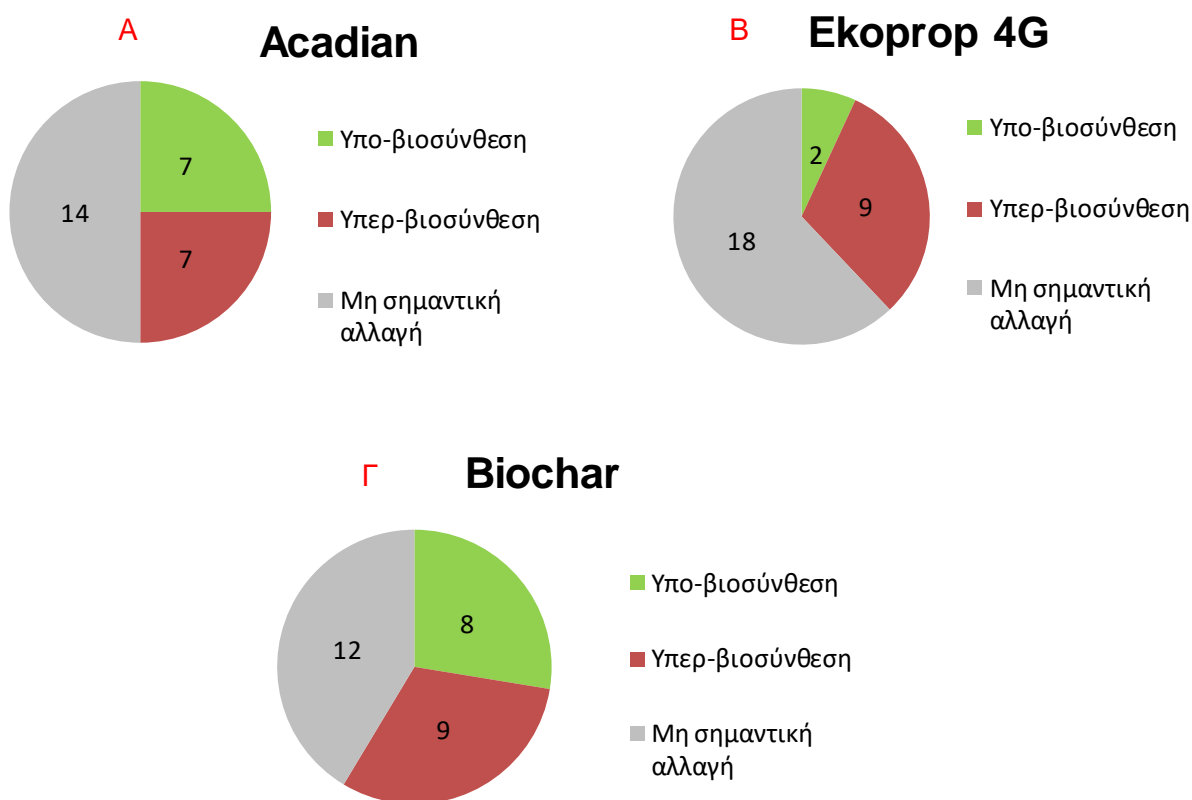 Α
Acadian
7
7
14
Υπο-βιοσύνθεση
Υπερ-βιοσύνθεση
Μη σημαντική
αλλαγή
Β
Ekoprop 4G
2
9
18
Υπο-βιοσύνθεση
Υπερ-βιοσύνθεση
Μη σημαντική
αλλαγή
Γ
Biochar
8
9
12
Υπο-βιοσύνθεση
Υπερ-βιοσύνθεση
Μη σημαντική
αλλαγή